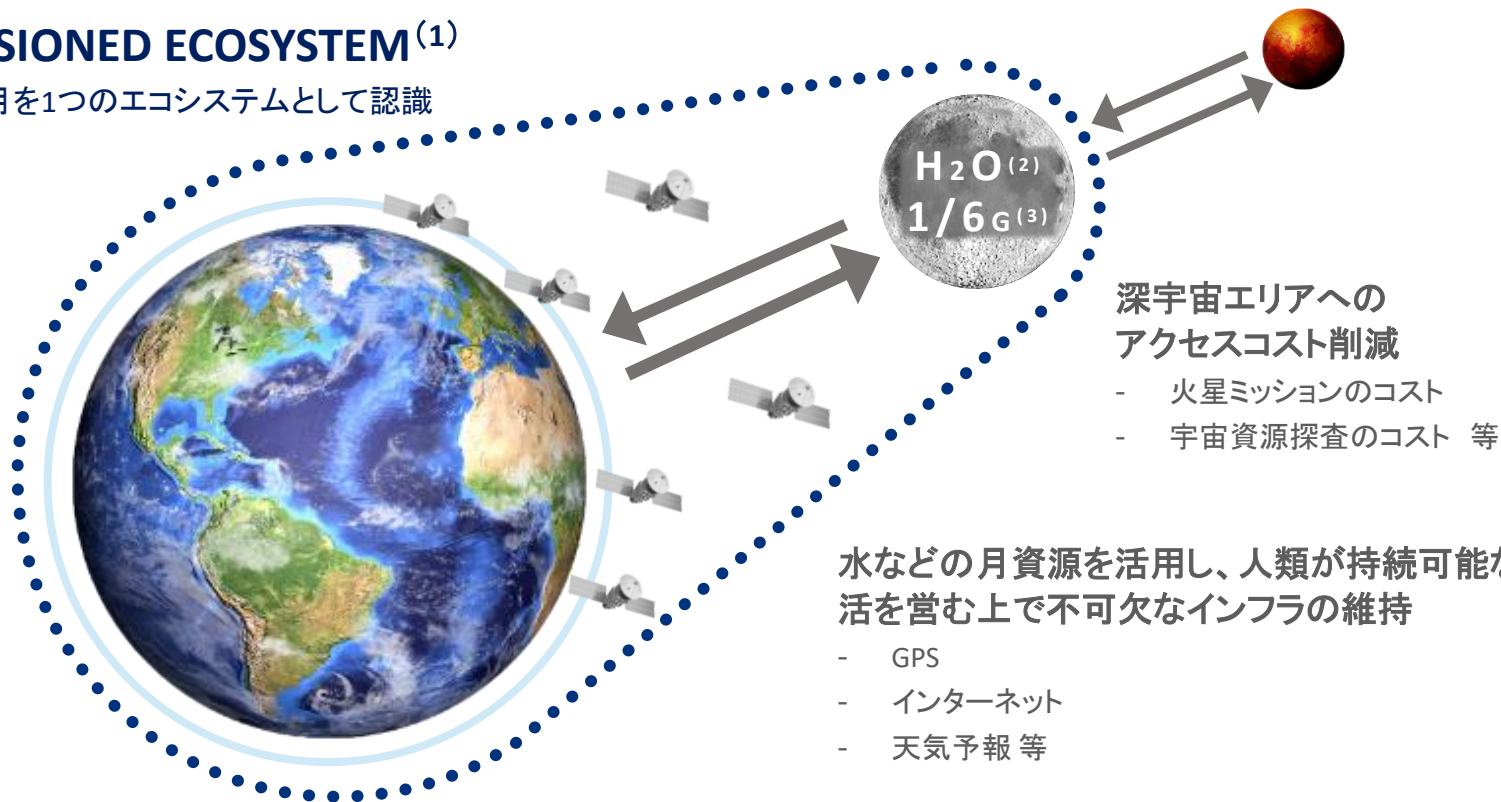 SIONED ECOSYSTEM(1)
月を1つのエコシステムとして認識
H2O(2)
1/6G(3)
深宇宙エリアへの
アクセスコスト削減
- 火星ミッションのコスト
- 宇宙資源探査のコスト 等
水などの月資源を活用し、人類が持続可能な
活を営む上で不可欠なインフラの維持
- GPS
- インターネット
- 天気予報 等